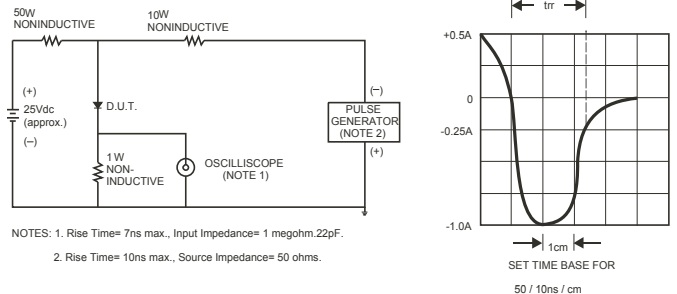 50W
NONINDUCTIVE
10W
NONINDUCTIVE
(+)
25Vdc
(approx.)
(–)
D.U.T.
1W
NON-
INDUCTIVE
OSCILLISCOPE
(NOTE 1)
(–)
PULSE
GENERATOR
(NOTE 2)
(+)
NOTES: 1. Rise Time= 7ns max., Input Impedance= 1 megohm.22pF.
2. Rise Time= 10ns max., Source Impedance= 50 ohms.
trr
+0.5A
0
-0.25A
-1.0A
1cm
SET TIME BASE FOR
50 / 10ns / cm